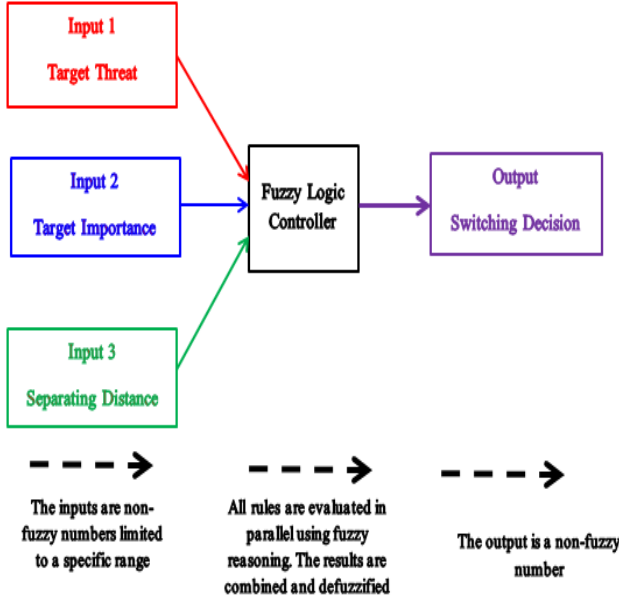 Input 1
Target Threat
Input 2
Target Importance
Input 3
Separating Distance
Fuzzy Logic
Controller
Output
Switching Decision
The inputs are non-
fuzzy numbers limited
to a specific range
All rules are evaluated in
parallel using fuzzy
reasoning. The results are
combined and defuzzified
The output is a non-fuzzy
number